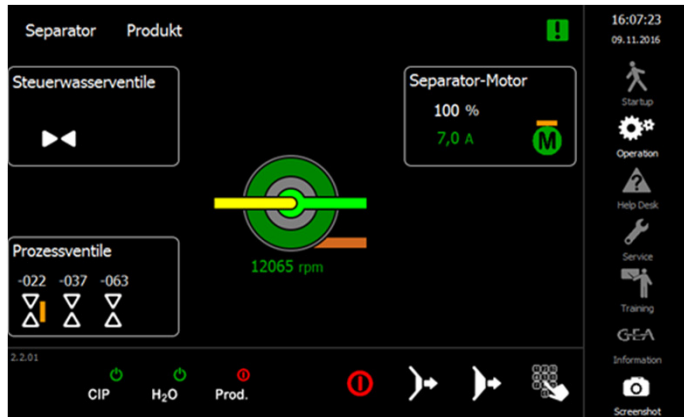 Separator Produkt
!
16:07:23
09.11.2016
Steuerwasserventile
Separator-Motor
100 %
7,0 A
M
Startup
Operation
?
Help Desk
Service
Training
GEA
Information
Screenshot
12065 rpm
Prozessventile
-022 -037 -063
2.2.01
CIP
H₂O
Prod.